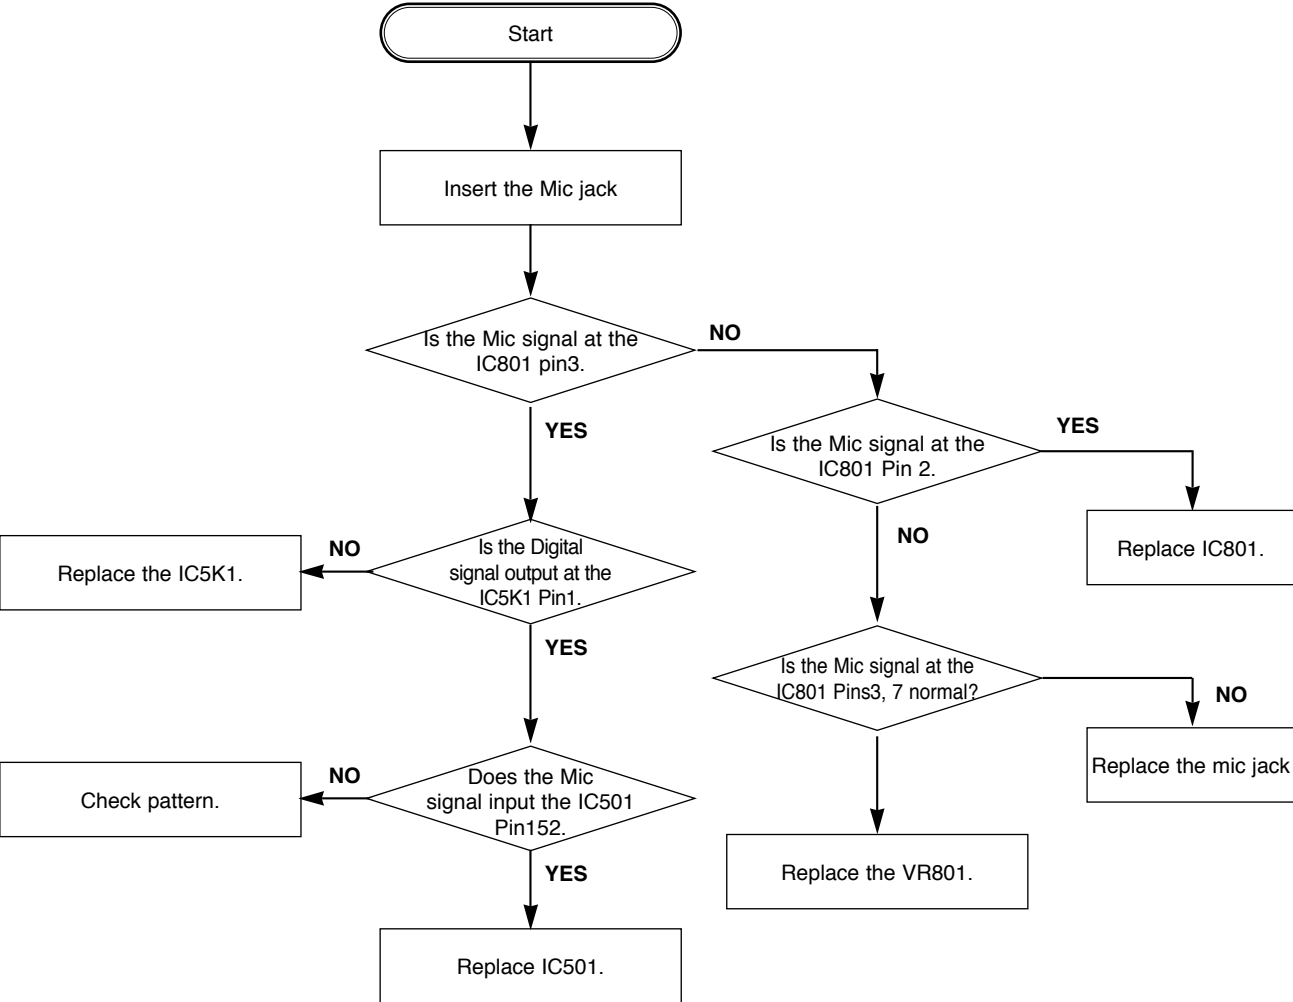 Start
Insert the Mic jack
Is the Mic signal at the
IC801 pin3.
NO
YES
Is the Mic signal at the
IC801 Pin 2.
YES
Replace IC801.
NO
Is the Digital
signal output at the
IC5K1 Pin1.
NO
Replace the IC5K1.
YES
Is the Mic signal at the
IC801 Pins3, 7 normal?
NO
Replace the mic jack
Replace the VR801.
Does the Mic
signal input the IC501
Pin152.
NO
Check pattern.
YES
Replace IC501.